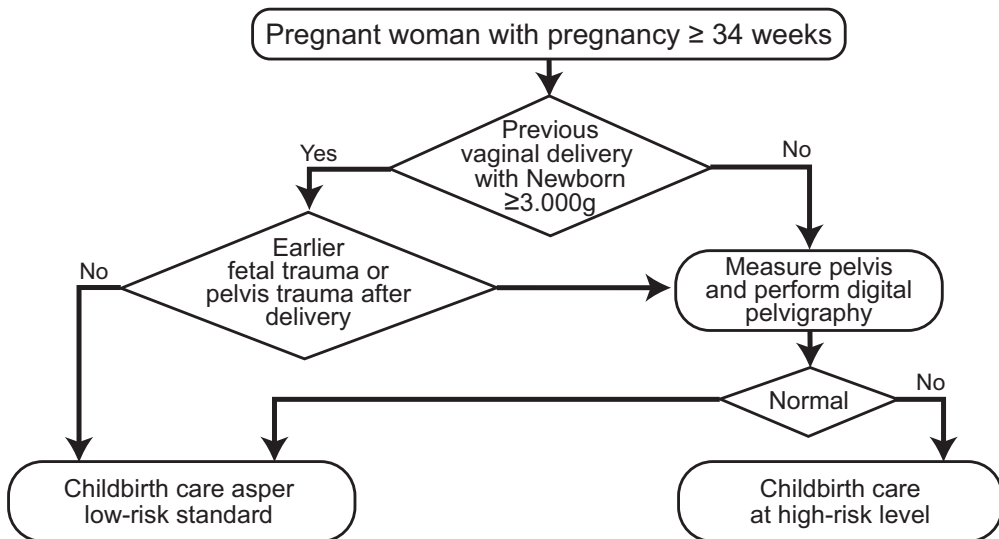 Pregnant woman with pregnancy ≥ 34 weeks
Previous
vaginal delivery
with Newborn
≥3.000g
Yes
No
Earlier
fetal trauma or
pelvis trauma after
delivery
No
Measure pelvis
and perform digital
pelvigraphy
Normal
No
Childbirth care asper
low-risk standard
Childbirth care
at high-risk level